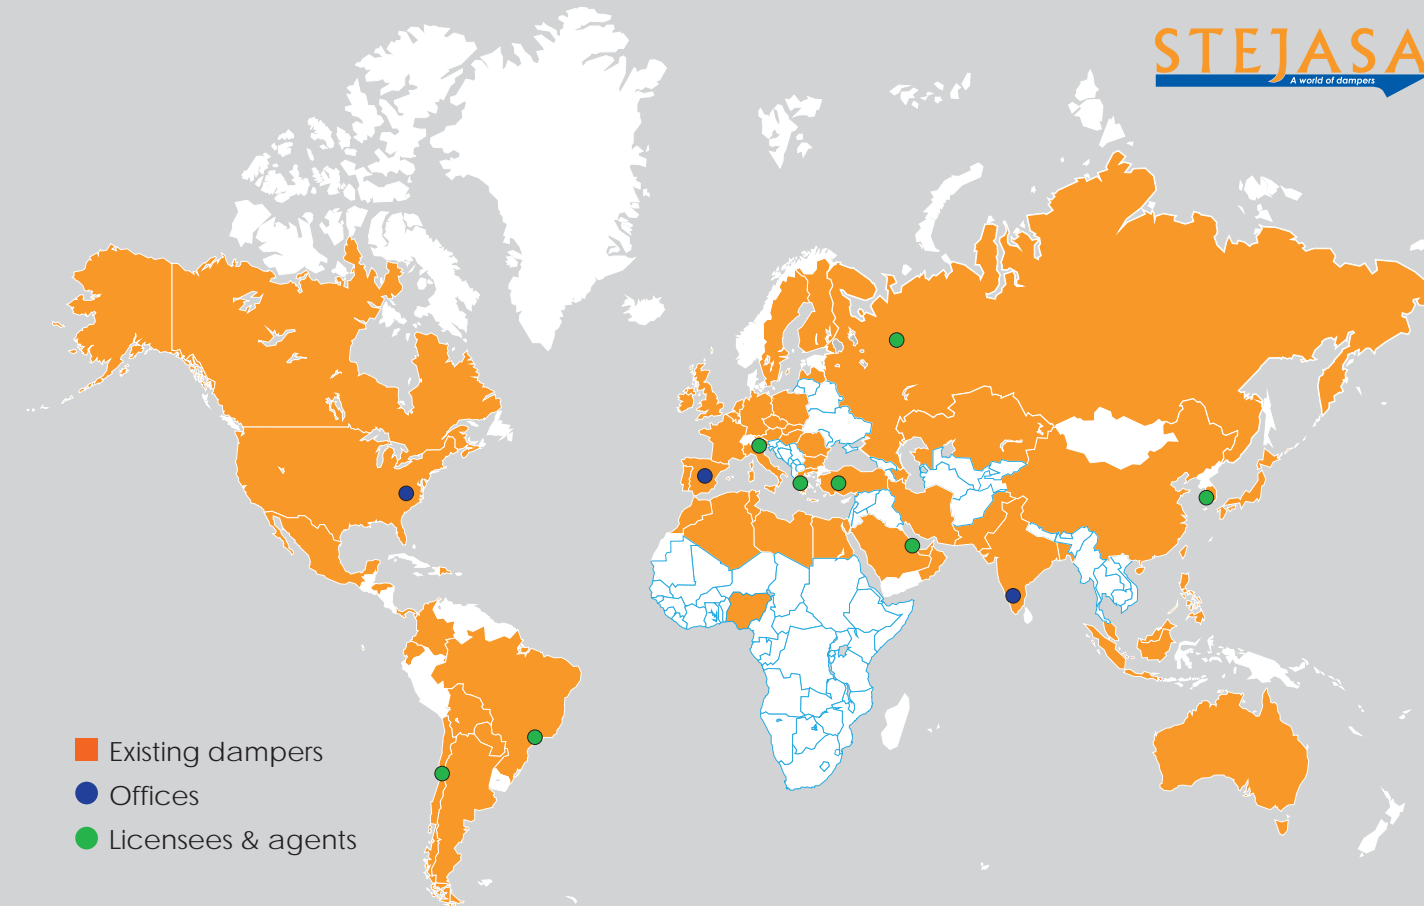 STEJASA
A world of dampers
Existing dampers
Offices
Licensees & agents